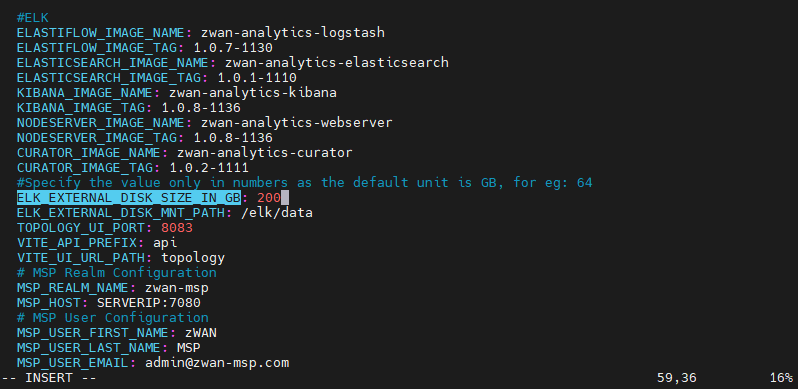 #ELK
ELASTIFLOW_IMAGE_NAME: zwan-analytics-logstash
ELASTIFLOW_IMAGE_TAG: 1.0.7-1130
ELASTICSEARCH_IMAGE_NAME: zwan-analytics-elasticsearch
ELASTICSEARCH_IMAGE_TAG: 1.0.1-1110
KIBANA_IMAGE_NAME: zwan-analytics-kibana
KIBANA_IMAGE_TAG: 1.0.8-1136
NODESERVER_IMAGE_NAME: zwan-analytics-webserver
NODESERVER_IMAGE_TAG: 1.0.8-1136
CURATOR_IMAGE_NAME: zwan-analytics-curator
CURATOR_IMAGE_TAG: 1.0.2-1111
#Specify the value only in numbers as the default unit is GB, for eg: 64
ELK_EXTERNAL_DISK_SIZE_IN_GB: 200
ELK_EXTERNAL_DISK_MNT_PATH: /elk/data
TOPOLOGY_UI_PORT: 8083
VITE_API_PREFIX: api
VITE_UI_URL_PATH: topology
# MSP Realm Configuration
MSP_REALM_NAME: zwan-msp
MSP_HOST: SERVERIP:7080
# MSP User Configuration
MSP_USER_FIRST_NAME: zWAN
MSP_USER_LAST_NAME: MSP
MSP_USER_EMAIL: admin@zwan-msp.com
-- INSERT -- 59,36 16%